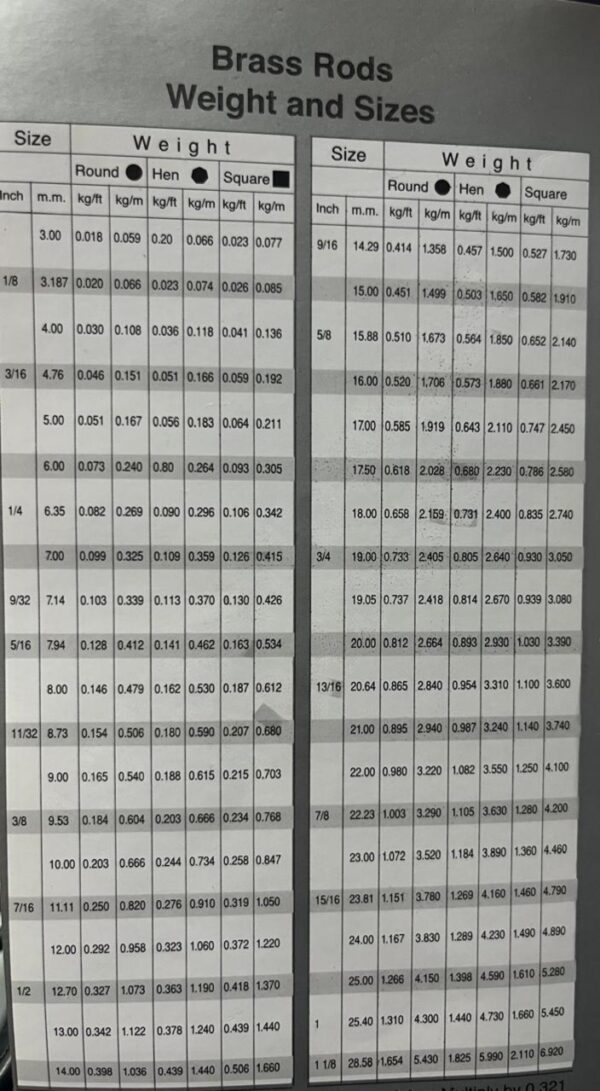 Brass Rods
Weight and Sizes
Size Weight
Round Hen Square
Inch m.m. kg/ft kg/m kg/ft kg/m kg/ft kg/m
3.00 0.018 0.059 0.20 0.066 0.023 0.077
1/8 3.187 0.020 0.066 0.023 0.074 0.026 0.085
4.00 0.030 0.108 0.036 0.118 0.041 0.136
3/16 4.76 0.046 0.151 0.051 0.166 0.059 0.192
5.00 0.051 0.167 0.056 0.183 0.064 0.211
6.00 0.073 0.240 0.80 0.264 0.093 0.305
1/4 6.35 0.082 0.269 0.090 0.296 0.106 0.342
7.00 0.099 0.325 0.109 0.359 0.126 0.415
9/32 7.14 0.103 0.339 0.113 0.370 0.130 0.426
5/16 7.94 0.128 0.412 0.141 0.462 0.163 0.534
8.00 0.146 0.479 0.162 0.530 0.187 0.612
11/32 8.73 0.154 0.506 0.180 0.590 0.207 0.680
9.00 0.165 0.540 0.188 0.615 0.215 0.703
3/8 9.53 0.184 0.604 0.203 0.666 0.234 0.768
10.00 0.203 0.666 0.244 0.734 0.258 0.847
7/16 11.11 0.250 0.820 0.276 0.910 0.319 1.050
12.00 0.292 0.958 0.323 1.060 0.372 1.220
1/2 12.70 0.327 1.073 0.363 1.190 0.418 1.370
13.00 0.342 1.122 0.378 1.240 0.439 1.440
14.00 0.398 1.036 0.439 1.440 0.506 1.660
Size Weight
Round Hen Square
Inch m.m. kg/ft kg/m kg/ft kg/m kg/ft kg/m
9/16 14.29 0.414 1.358 0.457 1.500 0.527 1.730
15.00 0.451 1.499 0.503 1.650 0.582 1.910
5/8 15.88 0.510 1.673 0.564 1.850 0.652 2.140
16.00 0.520 1.706 0.573 1.880 0.661 2.170
17.00 0.585 1.919 0.643 2.110 0.747 2.450
17.50 0.618 2.028 0.680 2.230 0.786 2.580
18.00 0.658 2.159 0.731 2.400 0.835 2.740
3/4 19.00 0.733 2.405 0.805 2.640 0.930 3.050
19.05 0.737 2.418 0.814 2.670 0.939 3.080
20.00 0.812 2.664 0.893 2.930 1.030 3.390
13/16 20.64 0.865 2.840 0.954 3.310 1.100 3.600
21.00 0.895 2.940 0.987 3.240 1.140 3.740
22.00 0.980 3.220 1.082 3.550 1.250 4.100
7/8 22.23 1.003 3.290 1.105 3.630 1.280 4.200
23.00 1.072 3.520 1.184 3.890 1.360 4.460
15/16 23.81 1.151 3.780 1.269 4.160 1.460 4.790
24.00 1.167 3.830 1.289 4.230 1.490 4.890
25.00 1.266 4.150 1.398 4.590 1.610 5.280
1 25.40 1.310 4.300 1.440 4.730 1.660 5.450
1 1/8 28.58 1.654 5.430 1.825 5.990 2.110 6.920
Multiply by 0.321